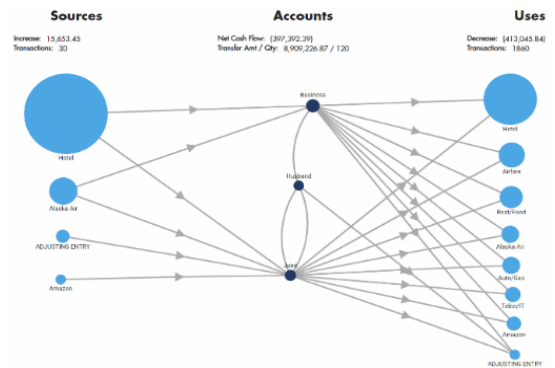 Sources
Accounts
Uses
Increase: 15,653.45
Transactions: 30
Net Cash Flow: (397,392.39)
Transfer Amt / Qty: 8,909,226.87 / 120
Decrease: (413,045.84)
Transactions: 1860
Business
Hotel
Hotel
Airfare
Husband
Alaska Air
Rest/Food
ADJUSTING ENTRY
Alaska Air
Joint
Auto/Gas
Amazon
Telco/IT
Amazon
ADJUSTING ENTRY